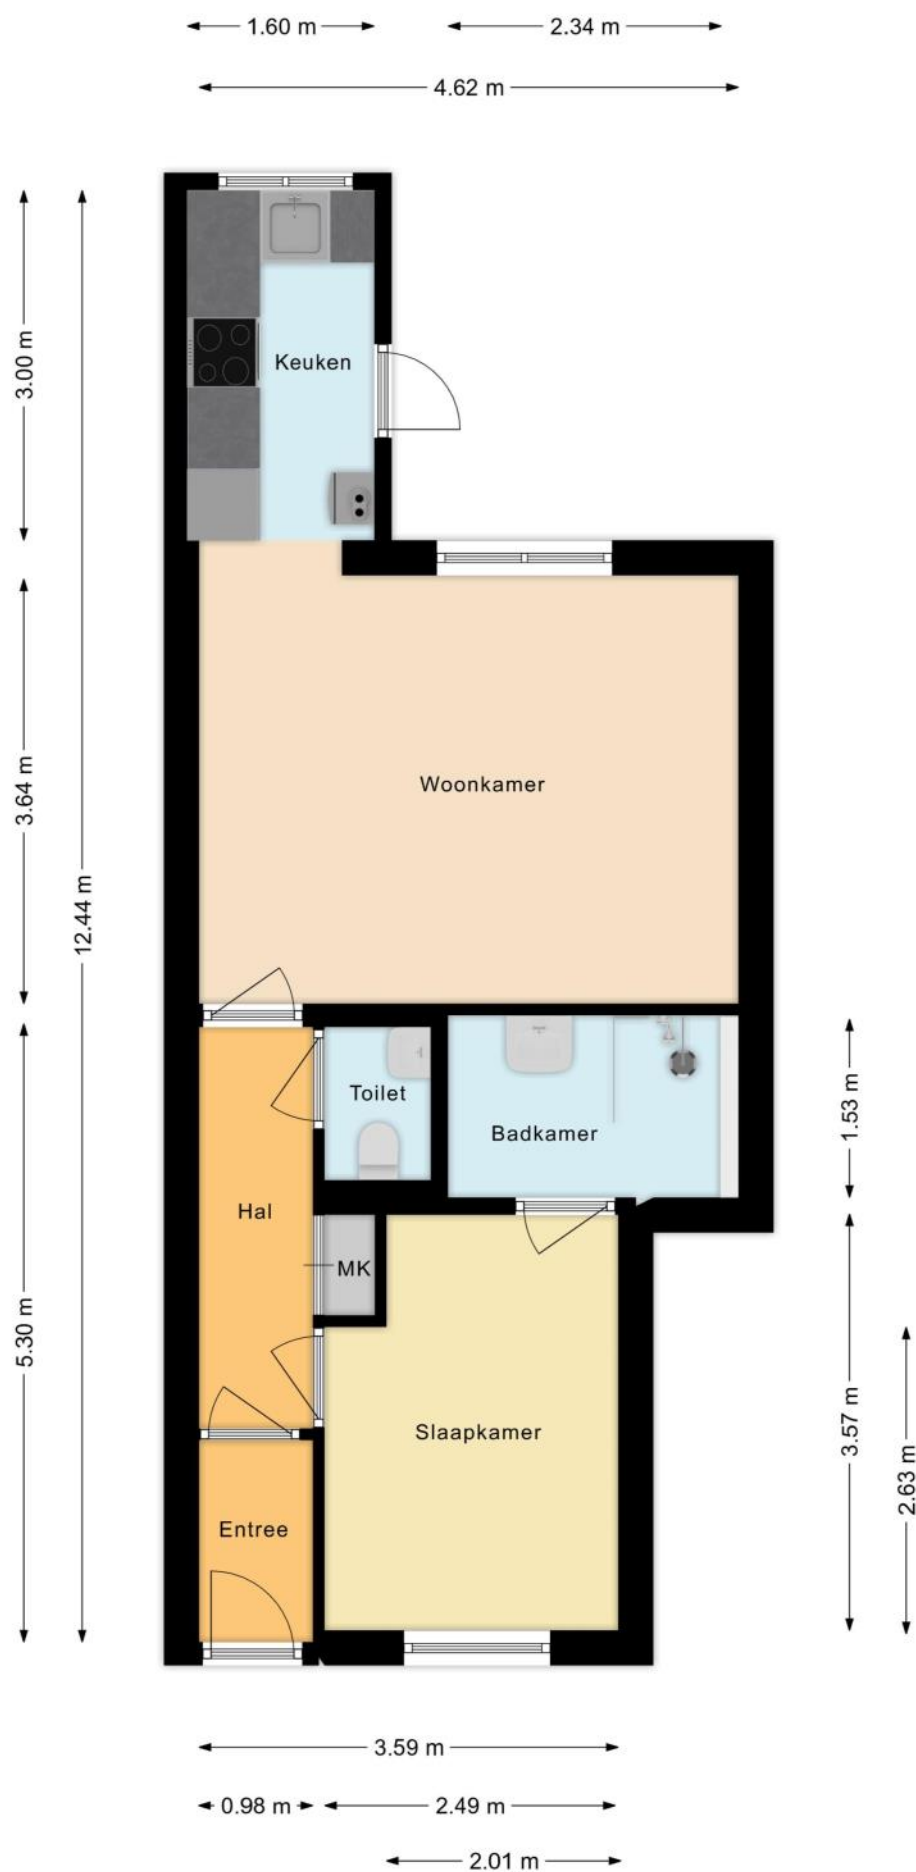 1.60 m
2.34 m
4.62 m
3.00 m
Keuken
3.64 m
Woonkamer
12.44 m
Toilet
1.53 m
Badkamer
Hal
MK
5.30 m
3.57 m
Slaapkamer
2.63 m
Entree
3.59 m
0.98 m
2.49 m
2.01 m